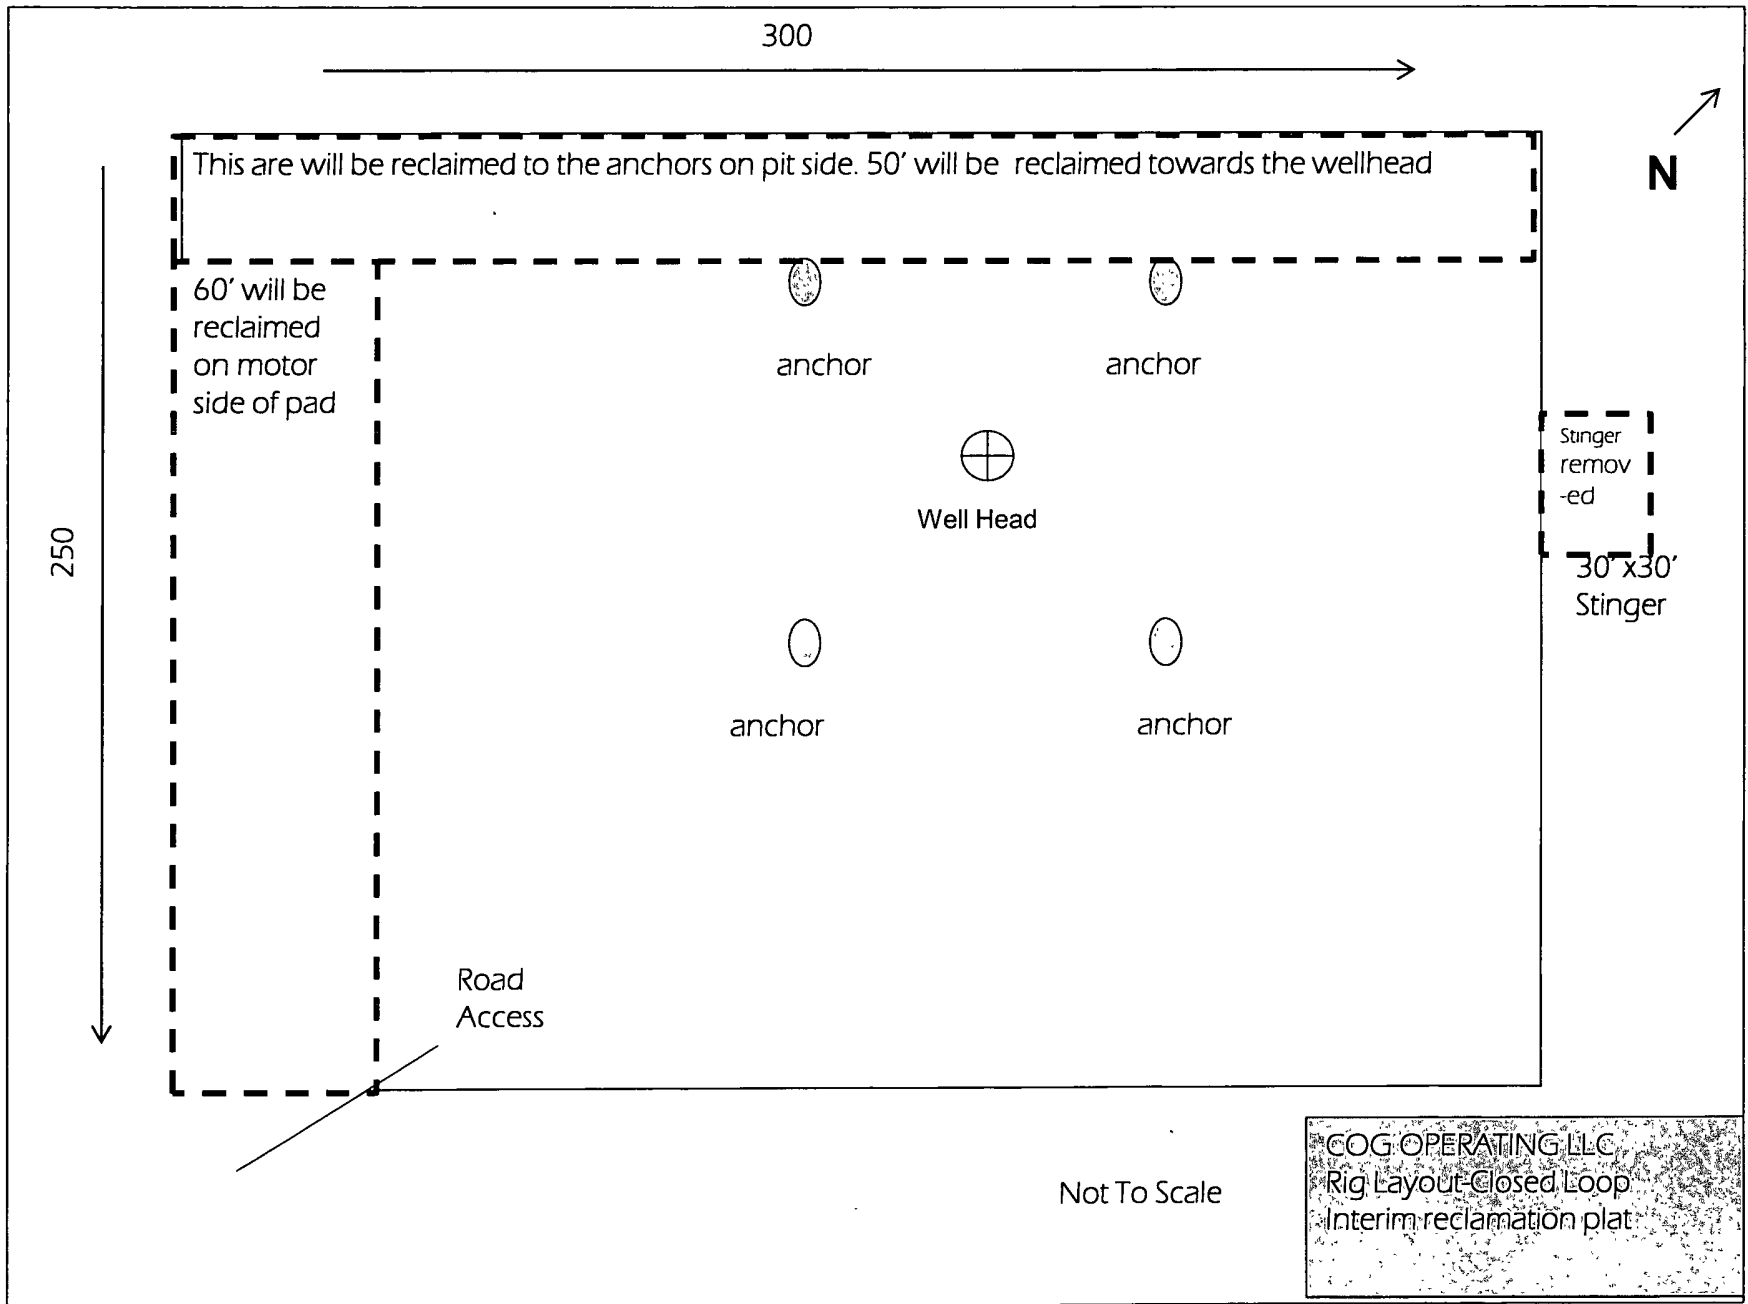 300
N
This are will be reclaimed to the anchors on pit side. 50' will be reclaimed towards the wellhead
60' will be
reclaimed
on motor
side of pad
anchor
anchor
Stinger
remov
-ed
Well Head
250
30' x30'
Stinger
anchor
anchor
Road
Access
Not To Scale
COG OPERATING LLC
Rig Layout-Closed Loop
Interim reclamation plat